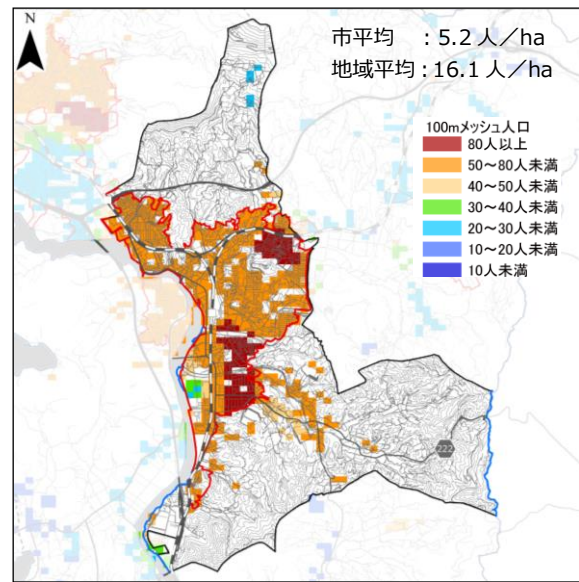 N
市平均　：5.2 人／ha
地域平均：16.1 人／ha
100mメッシュ人口
80人以上
50～80人未満
40～50人未満
30～40人未満
20～30人未満
10～20人未満
10人未満
222